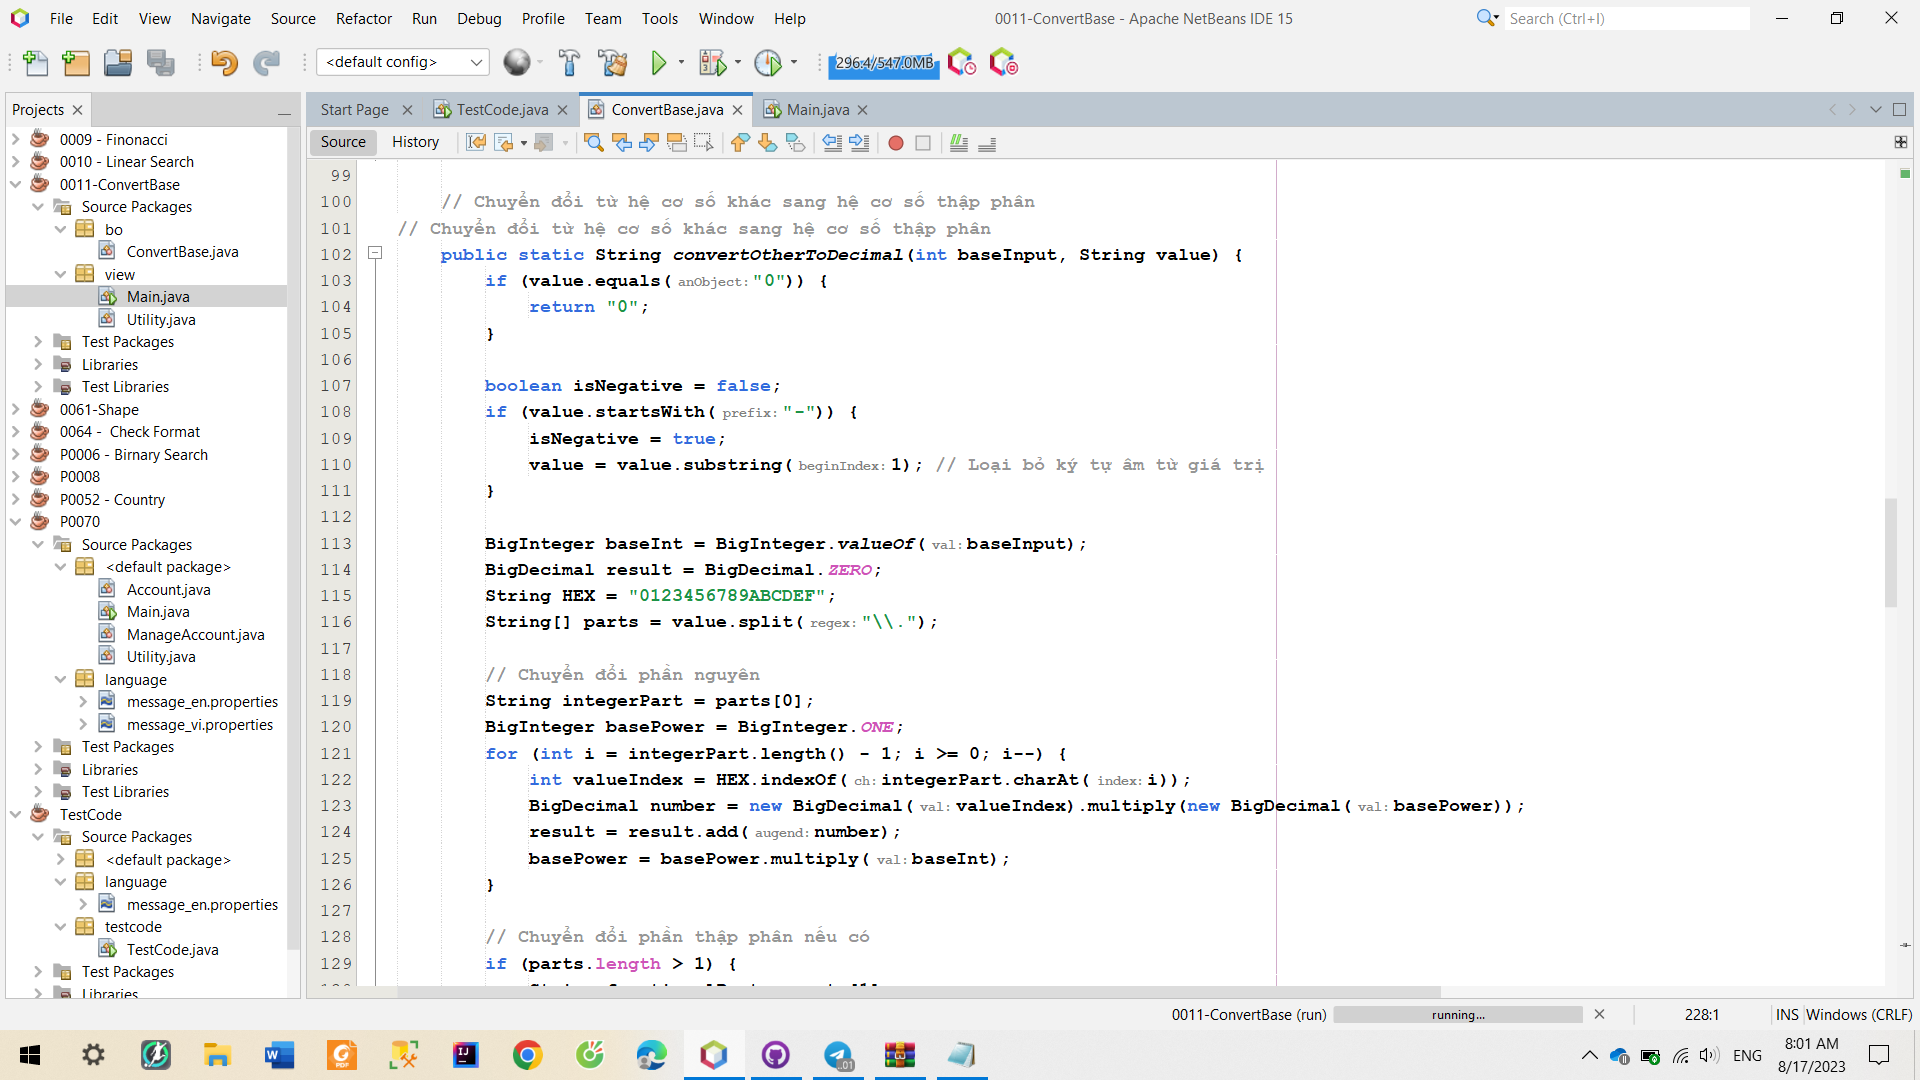 File Edit View Navigate Source Refactor Run Debug Profile Team Tools Window Help
0011-ConvertBase - Apache NetBeans IDE 15
Search (Ctrl+I)
<default config>
296.4/547.0MB
Projects
Start Page
TestCode.java
ConvertBase.java
Main.java
Source
History
0009 - Finonacci
0010 - Linear Search
0011-ConvertBase
Source Packages
bo
ConvertBase.java
view
Main.java
Utility.java
Test Packages
Libraries
Test Libraries
0061-Shape
0064 -  Check Format
P0006 - Birnary Search
P0008
P0052 - Country
P0070
Source Packages
<default package>
Account.java
Main.java
ManageAccount.java
Utility.java
language
message_en.properties
message_vi.properties
Test Packages
Libraries
Test Libraries
TestCode
Source Packages
<default package>
language
message_en.properties
testcode
TestCode.java
Test Packages
Libraries
99
100 // Chuyển đổi từ hệ cơ số khác sang hệ cơ số thập phân
101 // Chuyển đổi từ hệ cơ số khác sang hệ cơ số thập phân
102 public static String convertOtherToDecimal(int baseInput, String value) {
103 if (value.equals( anObject: "0")) {
104 return "0";
105 }
106
107 boolean isNegative = false;
108 if (value.startsWith( prefix: "-")) {
109 isNegative = true;
110 value = value.substring( beginIndex: 1); // Loại bỏ ký tự âm từ giá trị
111 }
112
113 BigInteger baseInt = BigInteger.valueOf( val: baseInput);
114 BigDecimal result = BigDecimal.ZERO;
115 String HEX = "0123456789ABCDEF";
116 String[] parts = value.split( regex: "\\.");
117
118 // Chuyển đổi phần nguyên
119 String integerPart = parts[0];
120 BigInteger basePower = BigInteger.ONE;
121 for (int i = integerPart.length() - 1; i >= 0; i--) {
122 int valueIndex = HEX.indexOf( ch: integerPart.charAt( index: i));
123 BigDecimal number = new BigDecimal( val: valueIndex).multiply(new BigDecimal( val: basePower));
124 result = result.add( augend: number);
125 basePower = basePower.multiply( val: baseInt);
126 }
127
128 // Chuyển đổi phần thập phân nếu có
129 if (parts.length > 1) {
0011-ConvertBase (run)
running...
228:1
INS
Windows (CRLF)
ENG
8:01 AM
8/17/2023